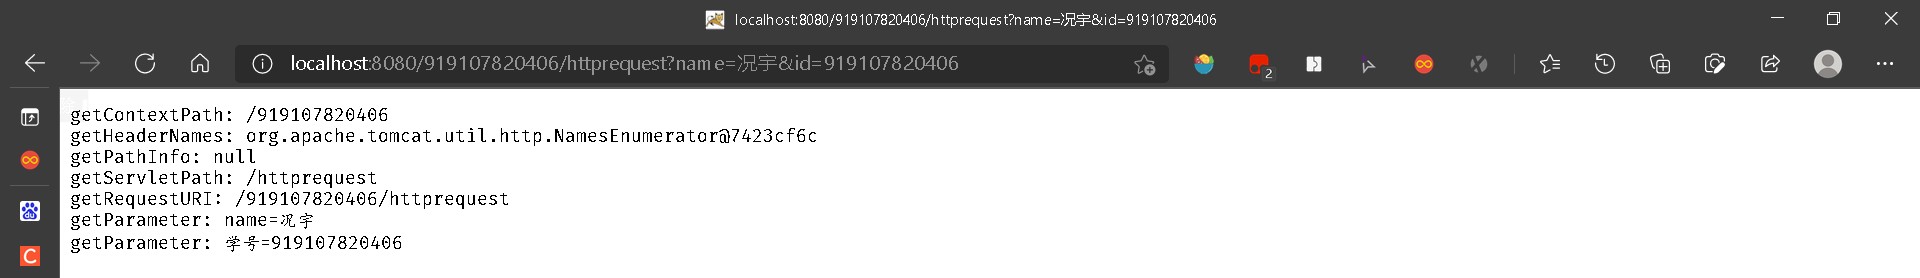 localhost:8080/919107820406/httprequest?name=况宇&id=919107820406
localhost:8080/919107820406/httprequest?name=况宇&id=919107820406
2
du
C
getContextPath: /919107820406
getHeaderNames: org.apache.tomcat.util.http.NamesEnumerator@7423cf6c
getPathInfo: null
getServletPath: /httprequest
getRequestURI: /919107820406/httprequest
getParameter: name=况宇
getParameter: 学号=919107820406